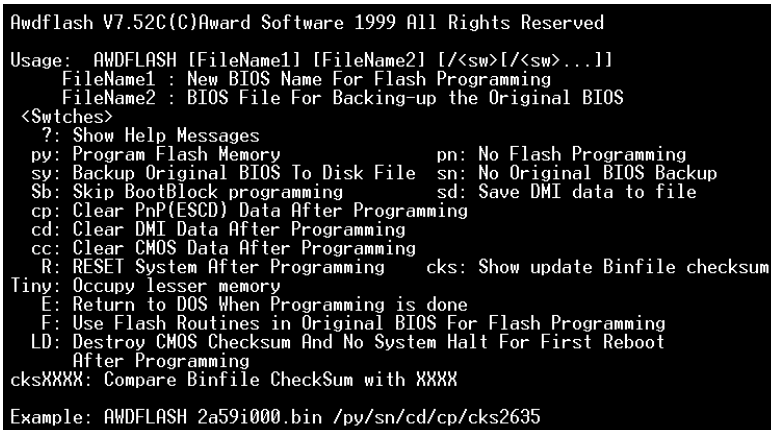 Awdflash V7.52C(C)Award Software 1999 All Rights Reserved
Usage:  AWDFLASH [FileName1] [FileName2] [/<sw>[/<sw>...]]
FileName1 : New BIOS Name For Flash Programming
FileName2 : BIOS File For Backing-up the Original BIOS
<Swtches>
?: Show Help Messages
py: Program Flash Memory pn: No Flash Programming
sy: Backup Original BIOS To Disk File sn: No Original BIOS Backup
Sb: Skip BootBlock programming sd: Save DMI data to file
cp: Clear PnP(ESCD) Data After Programming
cd: Clear DMI Data After Programming
cc: Clear CMOS Data After Programming
R: RESET System After Programming cks: Show update Binfile checksum
Tiny: Occupy lesser memory
E: Return to DOS When Programming is done
F: Use Flash Routines in Original BIOS For Flash Programming
LD: Destroy CMOS Checksum And No System Halt For First Reboot
After Programming
cksXXXX: Compare Binfile CheckSum with XXXX
Example: AWDFLASH 2a59i000.bin /py/sn/cd/cp/cks2635